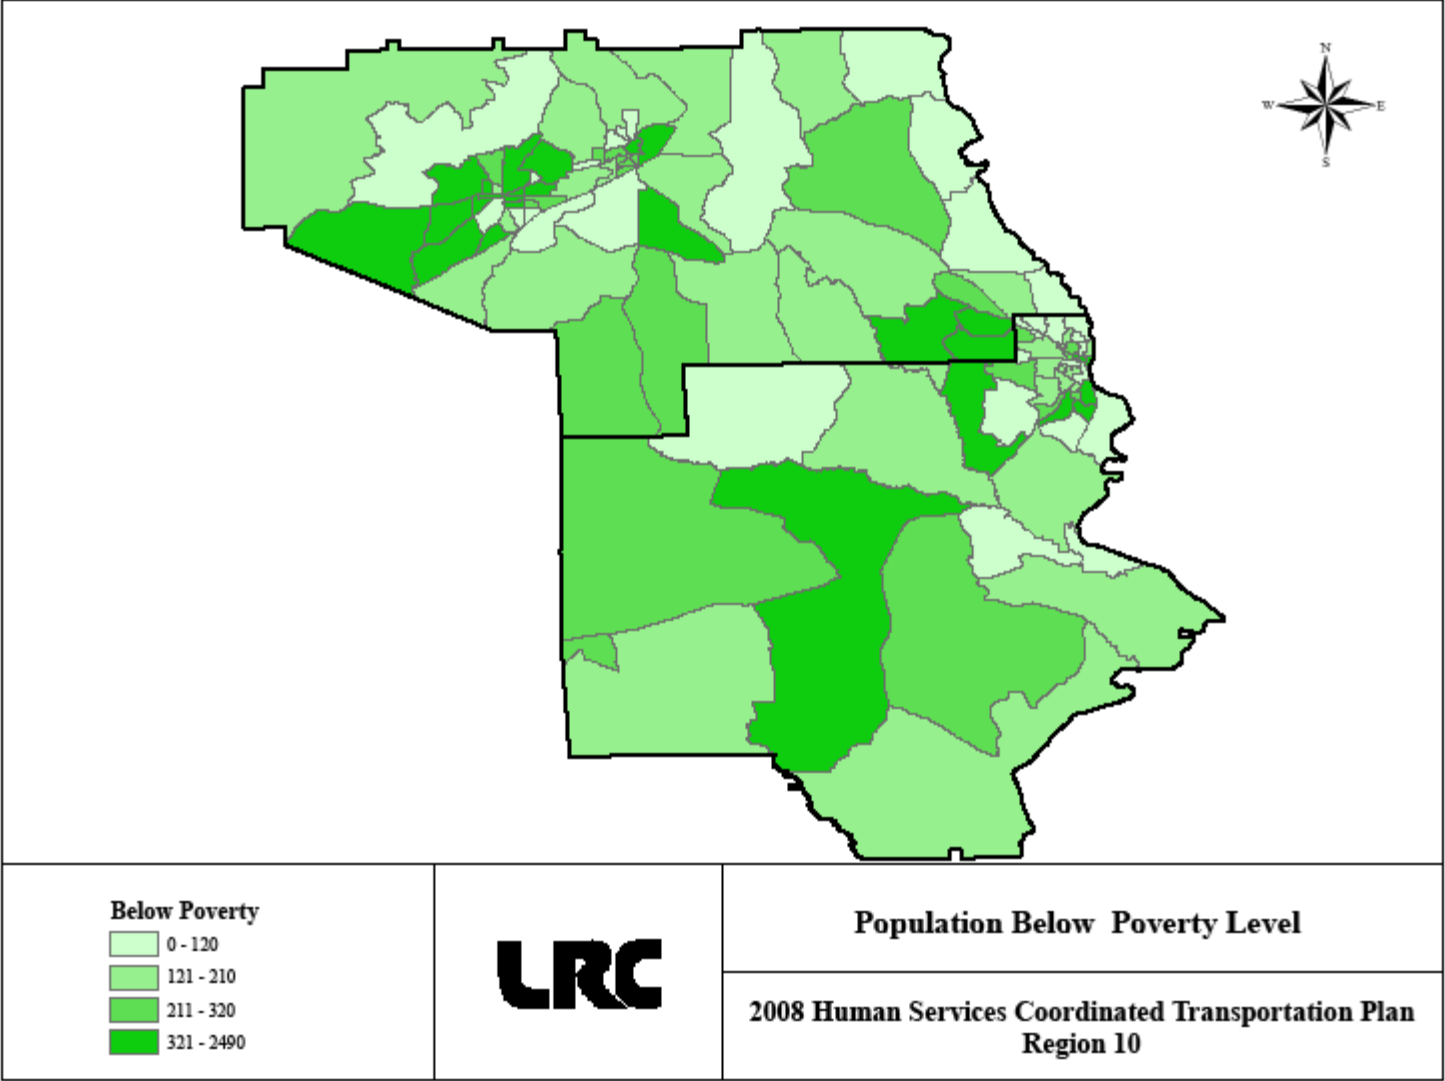 N
W E
S
Below Poverty
0 - 120
121 - 210
211 - 320
321 - 2490
LRC
Population Below Poverty Level
2008 Human Services Coordinated Transportation Plan
Region 10